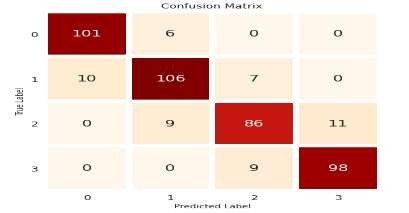 Confusion Matrix
0 101 6 0 0
1 10 106 7 0
True Label
2 0 9 86 11
3 0 0 9 98
0 1 2 3
Predicted Label